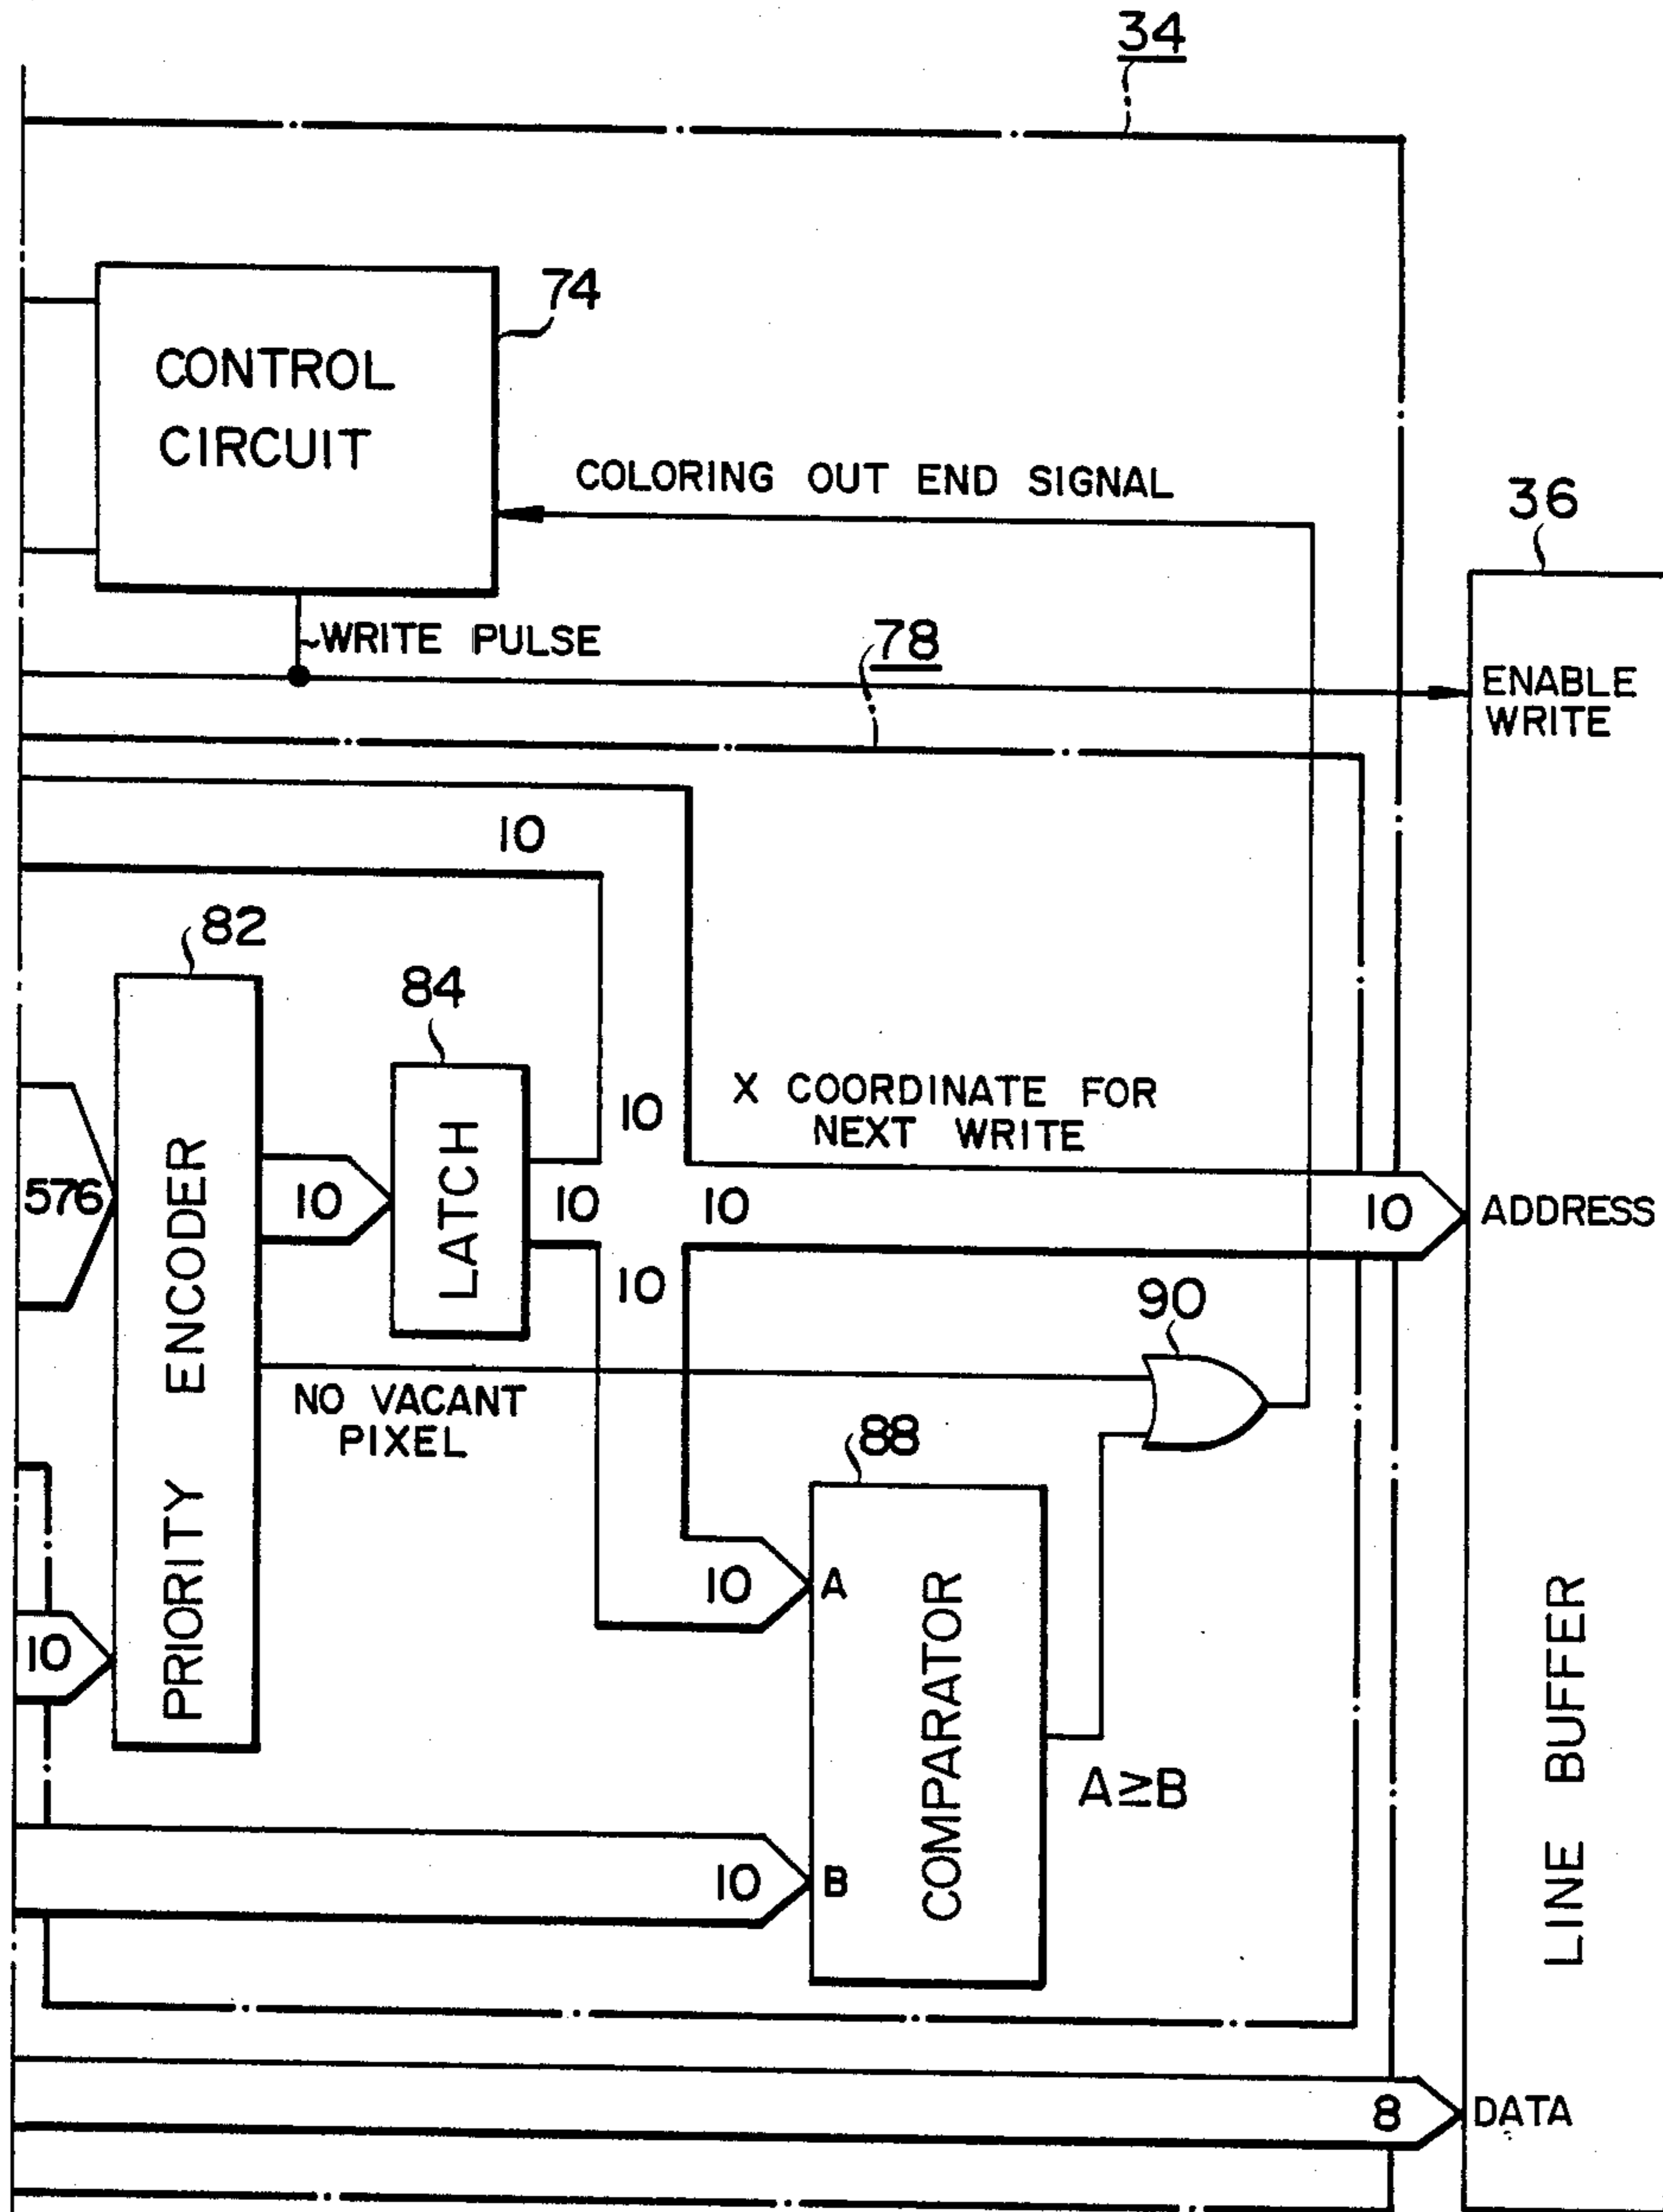 34
74
CONTROL
CIRCUIT
COLORING OUT END SIGNAL
36
WRITE PULSE
78
ENABLE
WRITE
10
82
84
10
X COORDINATE FOR
NEXT WRITE
576
PRIORITY ENCODER
10
LATCH
10
10
10
ADDRESS
10
90
NO VACANT
PIXEL
88
10
A
COMPARATOR
10
A≥B
LINE BUFFER
10
B
8
DATA